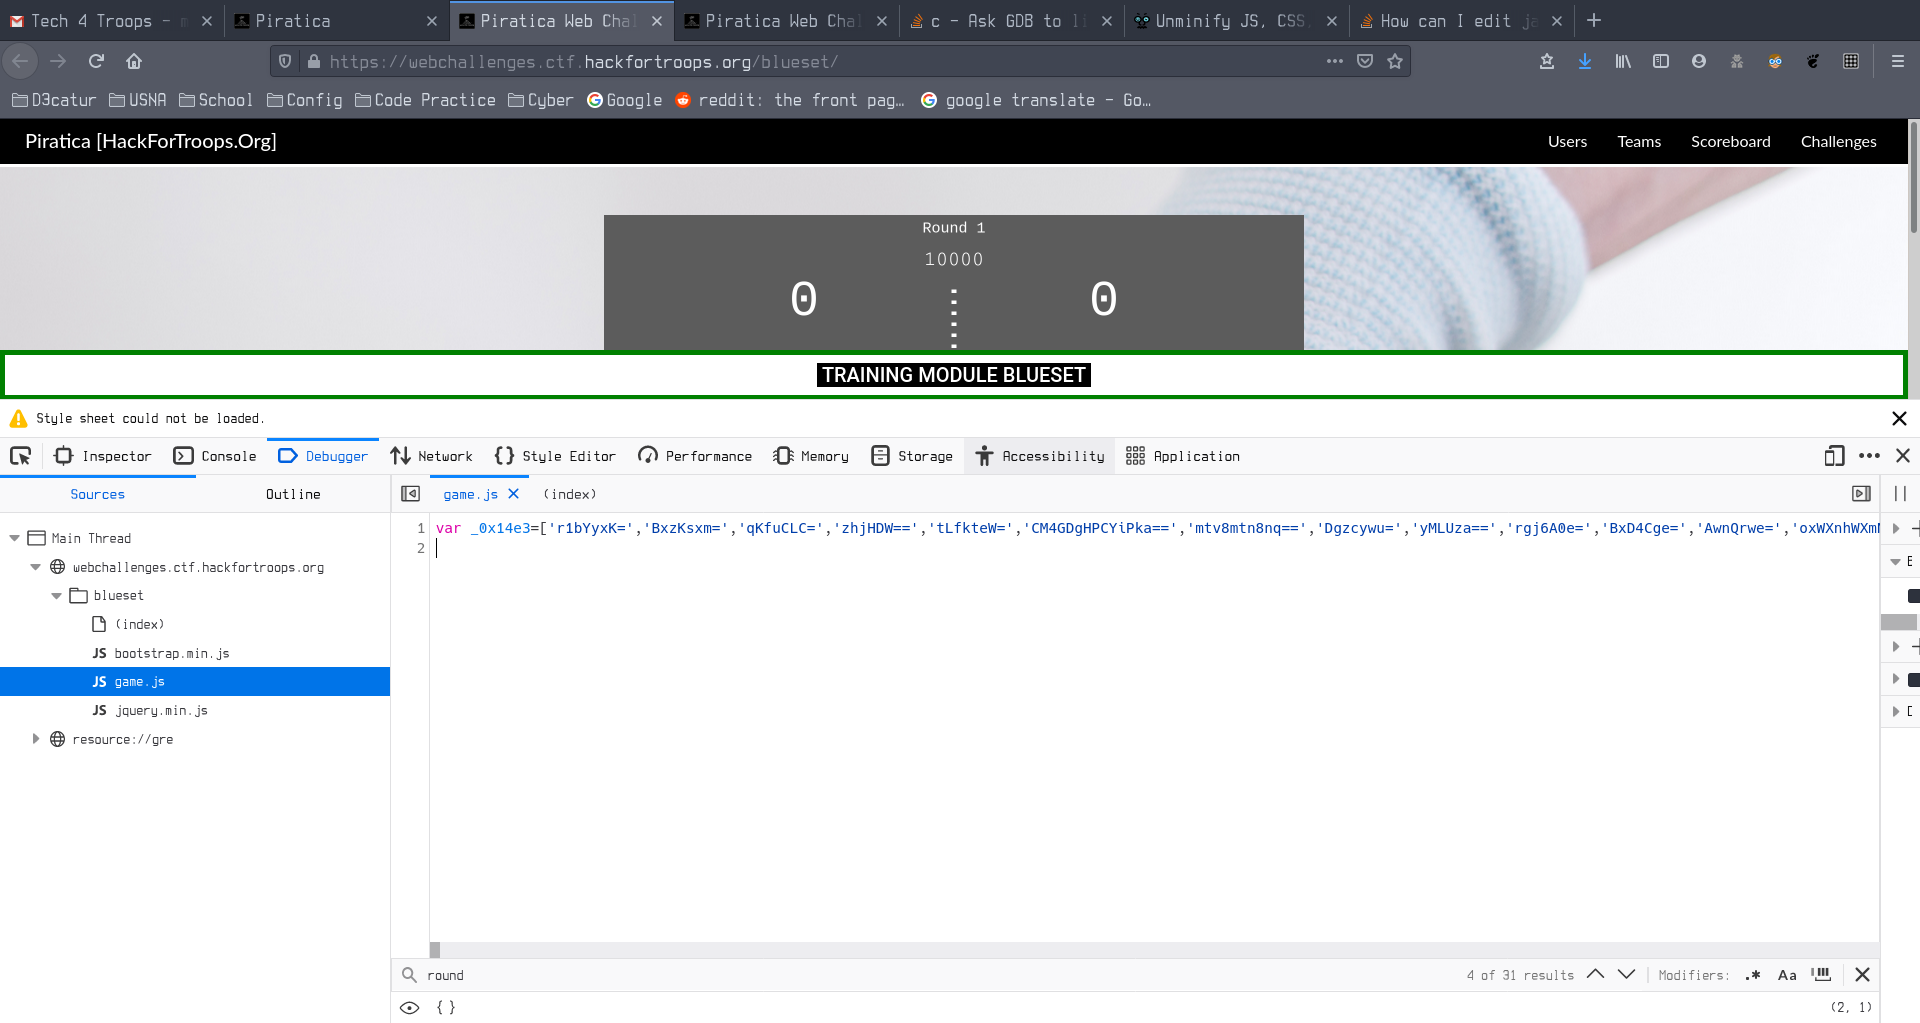 Tech 4 Troops - m
Piratica
Piratica Web Chal
Piratica Web Chal
c - Ask GDB to li
Unminify JS, CSS,
How can I edit ja
https://webchallenges.ctf.hackfortroops.org/blueset/
D3catur USNA School Config Code Practice Cyber Google reddit: the front pag… google translate - Go…
Piratica [HackForTroops.Org] Users Teams Scoreboard Challenges
Round 1
10000
0 0
TRAINING MODULE BLUESET
Style sheet could not be loaded.
Inspector Console Debugger Network Style Editor Performance Memory Storage Accessibility Application
Sources Outline game.js (index)
1 var _0x14e3=['r1bYyxK=','BxzKsxm=','qKfuCLC=','zhjHDW==','tLfkteW=','CM4GDgHPCYiPka==','mtv8mtn8nq==','Dgzcywu=','yMLUza==','rgj6A0e=','BxD4Cge=','AwnQrwe=','oxWXnhWXm
2
Main Thread
webchallenges.ctf.hackfortroops.org
blueset
(index)
JS bootstrap.min.js
JS game.js
JS jquery.min.js
resource://gre
round 4 of 31 results Modifiers: .* Aa
{ } (2, 1)